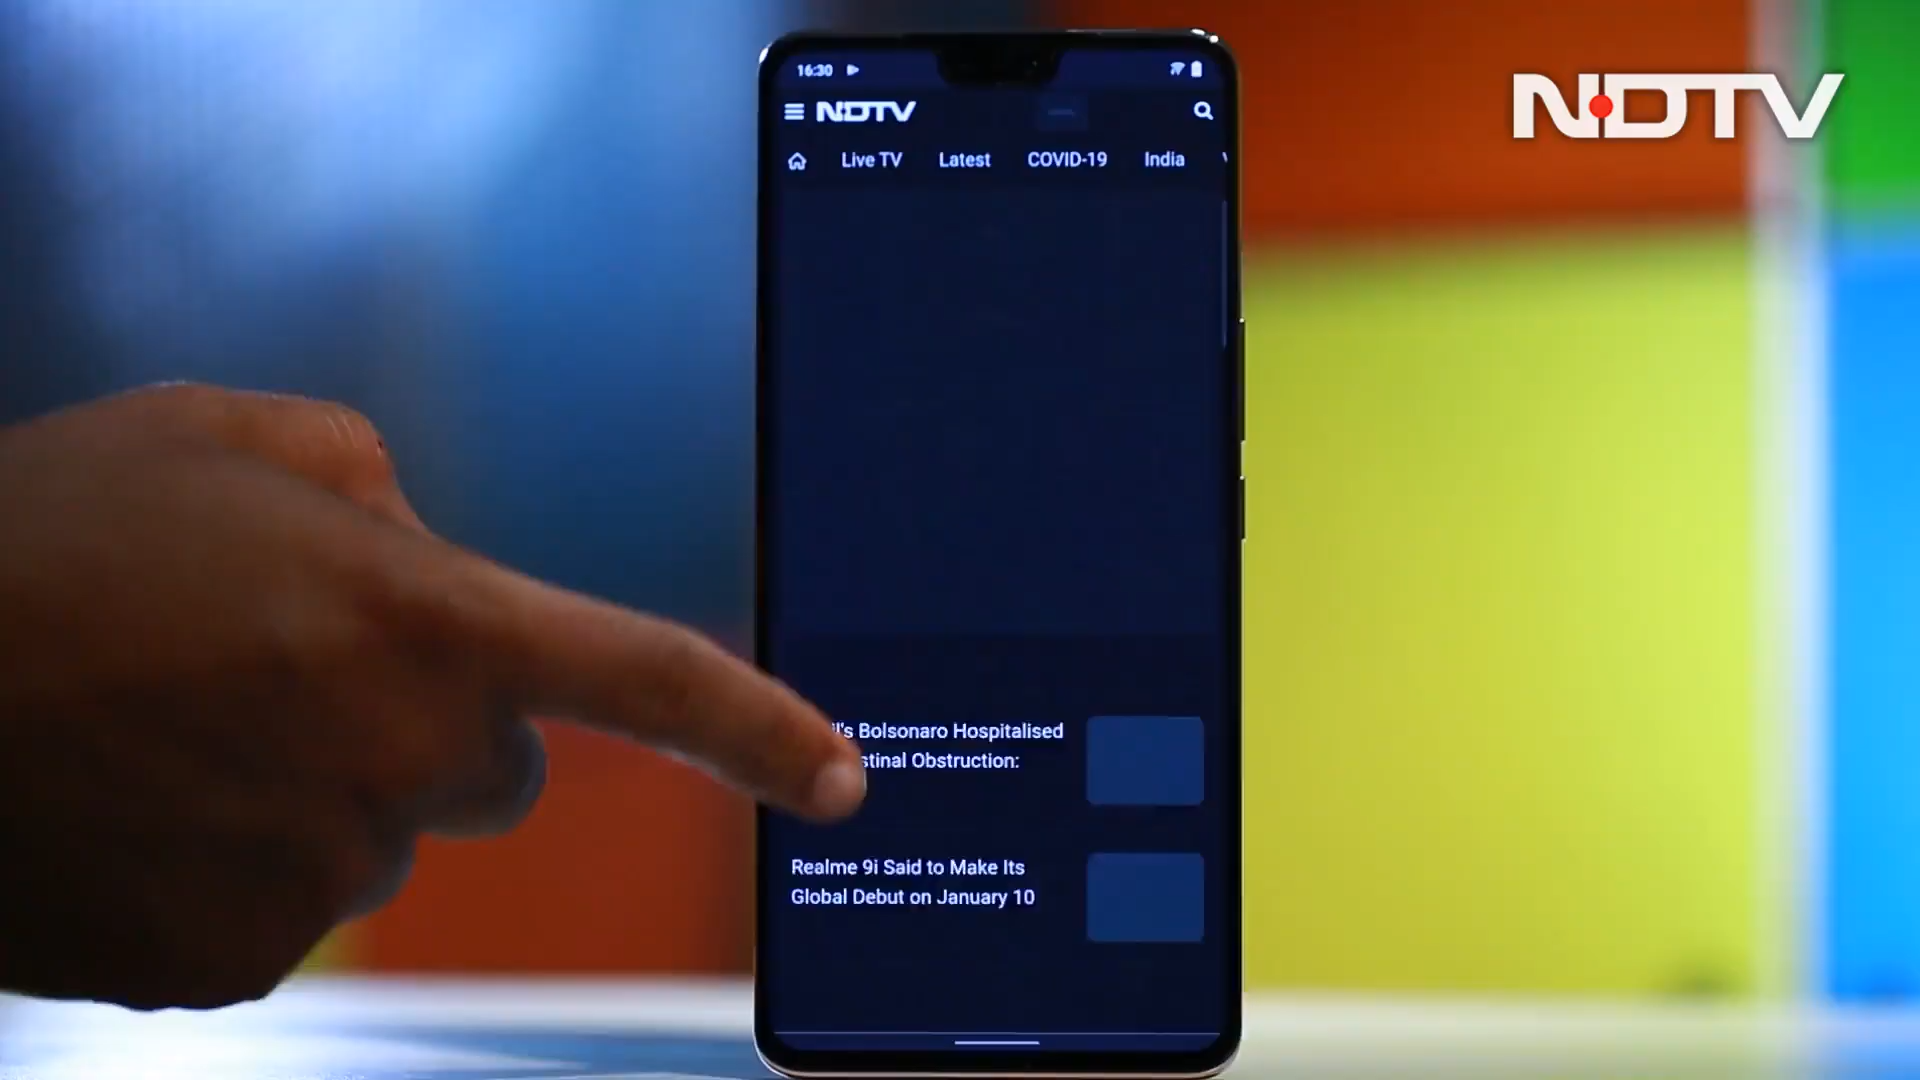 16:30
NDTV
NDTV
Live TV Latest COVID-19 India
il's Bolsonaro Hospitalised
stinal Obstruction:
Realme 9i Said to Make Its
Global Debut on January 10